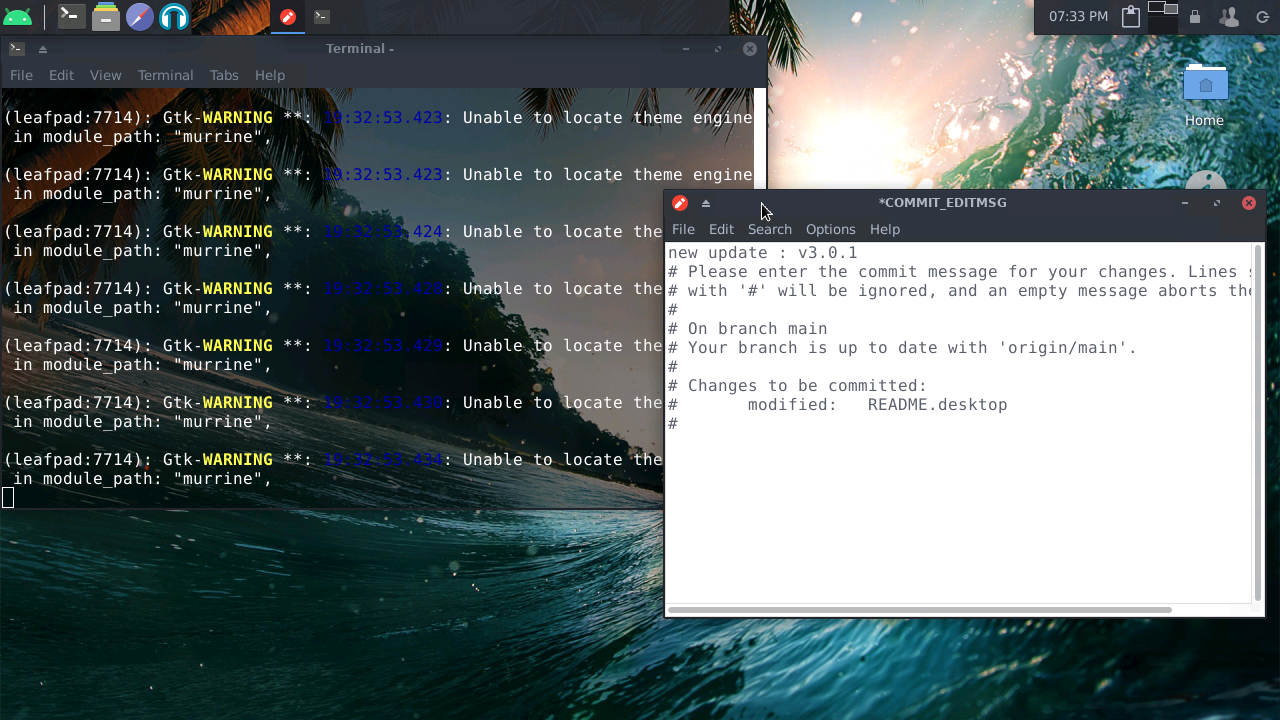 07:33 PM
Terminal -
File Edit View Terminal Tabs Help
(leafpad:7714): Gtk-WARNING **: 19:32:53.423: Unable to locate theme engine
in module_path: "murrine",
(leafpad:7714): Gtk-WARNING **: 19:32:53.423: Unable to locate theme engine
in module_path: "murrine",
(leafpad:7714): Gtk-WARNING **: 19:32:53.424: Unable to locate the
in module_path: "murrine",
(leafpad:7714): Gtk-WARNING **: 19:32:53.428: Unable to locate the
in module_path: "murrine",
(leafpad:7714): Gtk-WARNING **: 19:32:53.429: Unable to locate the
in module_path: "murrine",
(leafpad:7714): Gtk-WARNING **: 19:32:53.430: Unable to locate the
in module_path: "murrine",
(leafpad:7714): Gtk-WARNING **: 19:32:53.434: Unable to locate the
in module_path: "murrine",
Home
*COMMIT_EDITMSG
File Edit Search Options Help
new update : v3.0.1
# Please enter the commit message for your changes. Lines s
# with '#' will be ignored, and an empty message aborts the
#
# On branch main
# Your branch is up to date with 'origin/main'.
#
# Changes to be committed:
#       modified:   README.desktop
#